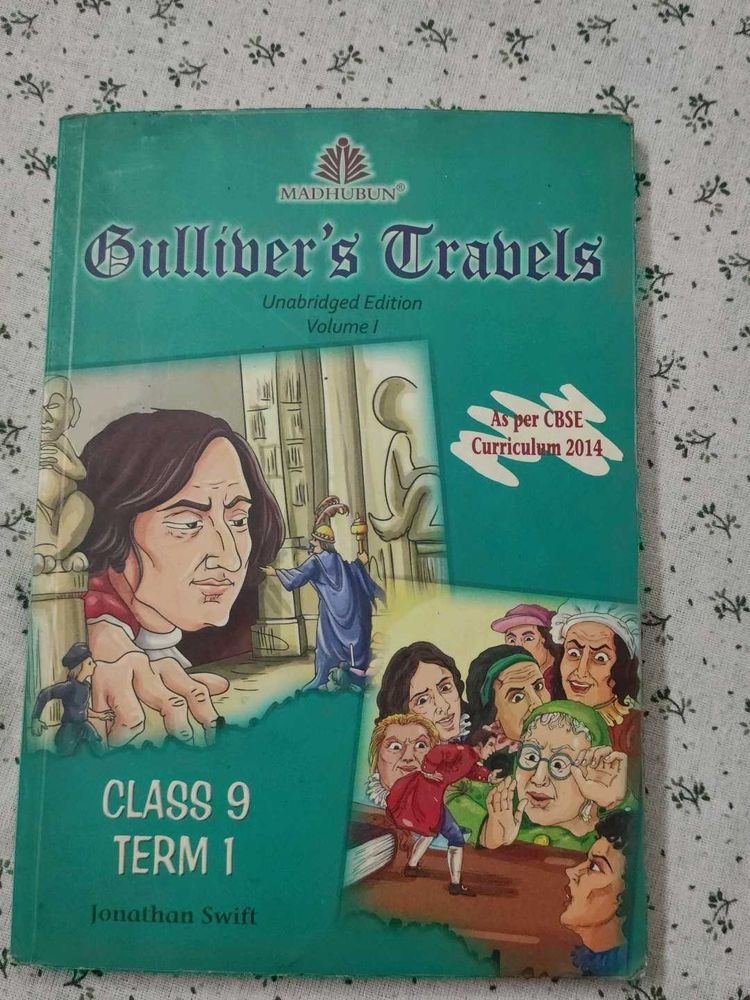 MADHUBUN®
Gulliver's Travels
Unabridged Edition
Volume I
As per CBSE
Curriculum 2014
CLASS 9
TERM 1
Jonathan Swift